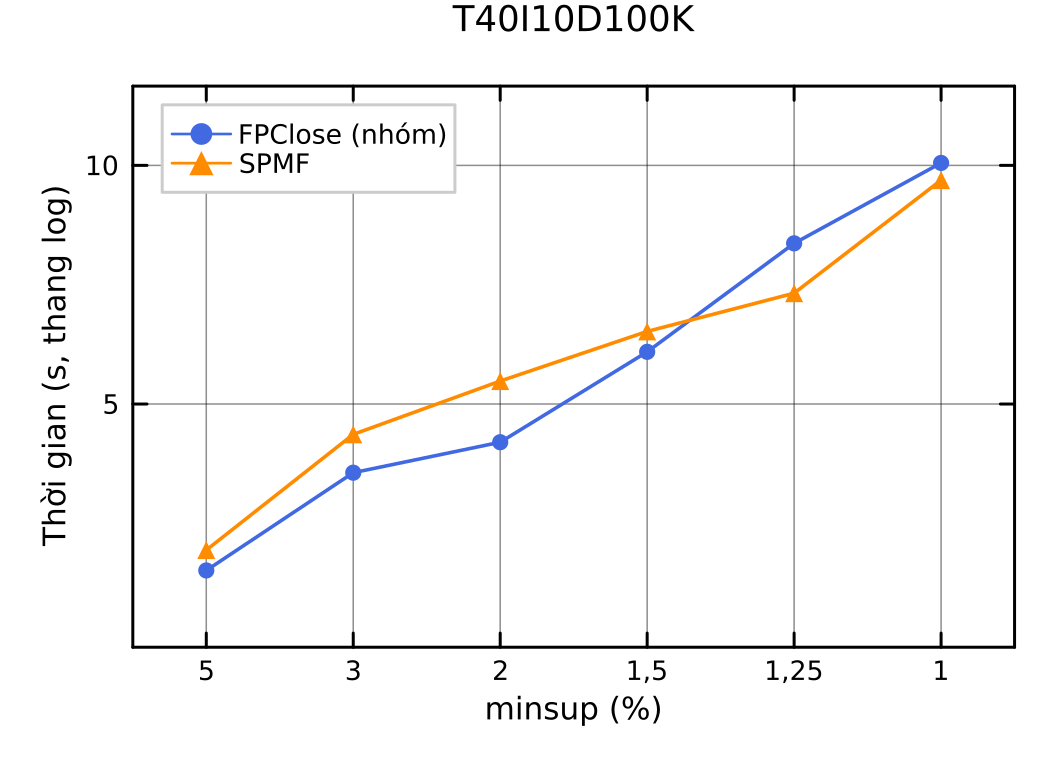 T40I10D100K
FPClose (nhóm)
SPMF
10
5
Thời gian (s, thang log)
5
3
2
1,5
1,25
1
minsup (%)